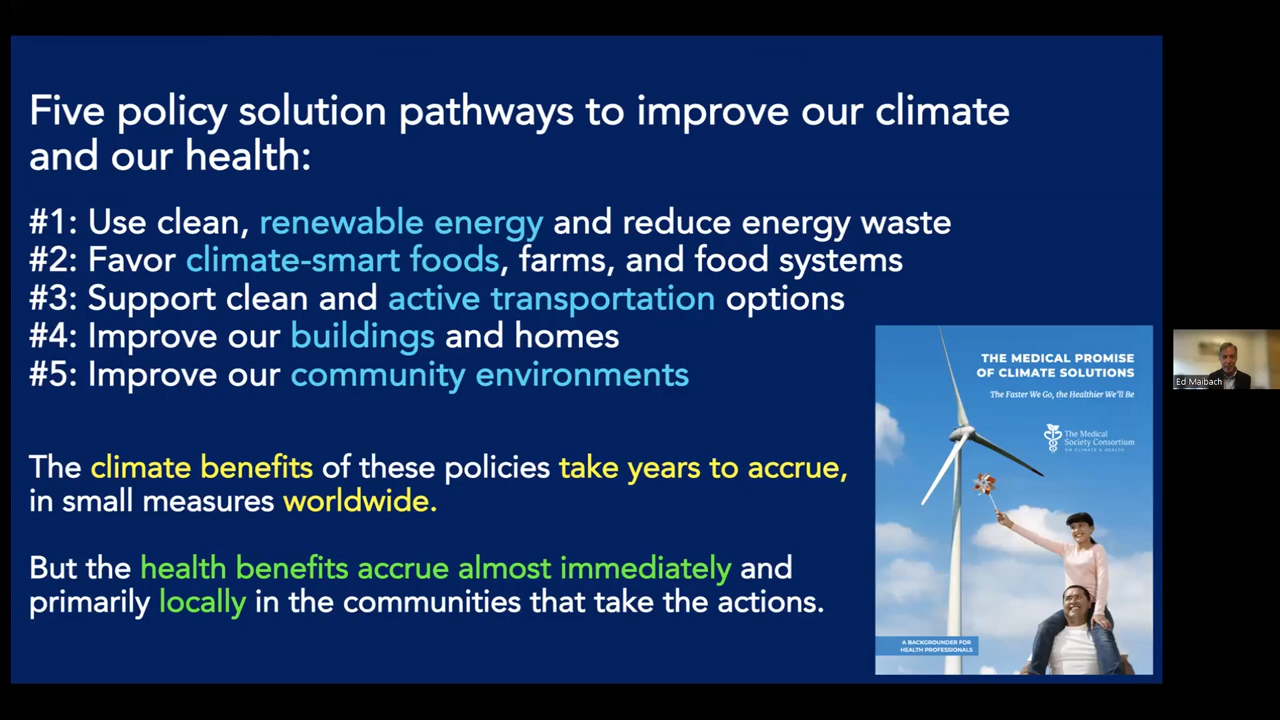 Five policy solution pathways to improve our climate
and our health:
#1: Use clean, renewable energy and reduce energy waste
#2: Favor climate-smart foods, farms, and food systems
#3: Support clean and active transportation options
#4: Improve our buildings and homes
#5: Improve our community environments
The climate benefits of these policies take years to accrue,
in small measures worldwide.
But the health benefits accrue almost immediately and
primarily locally in the communities that take the actions.
THE MEDICAL PROMISE
OF CLIMATE SOLUTIONS
The Faster We Go, the Healthier We'll Be
The Medical
Society Consortium
ON CLIMATE & HEALTH
A BACKGROUNDER FOR
HEALTH PROFESSIONALS
Ed Maibach